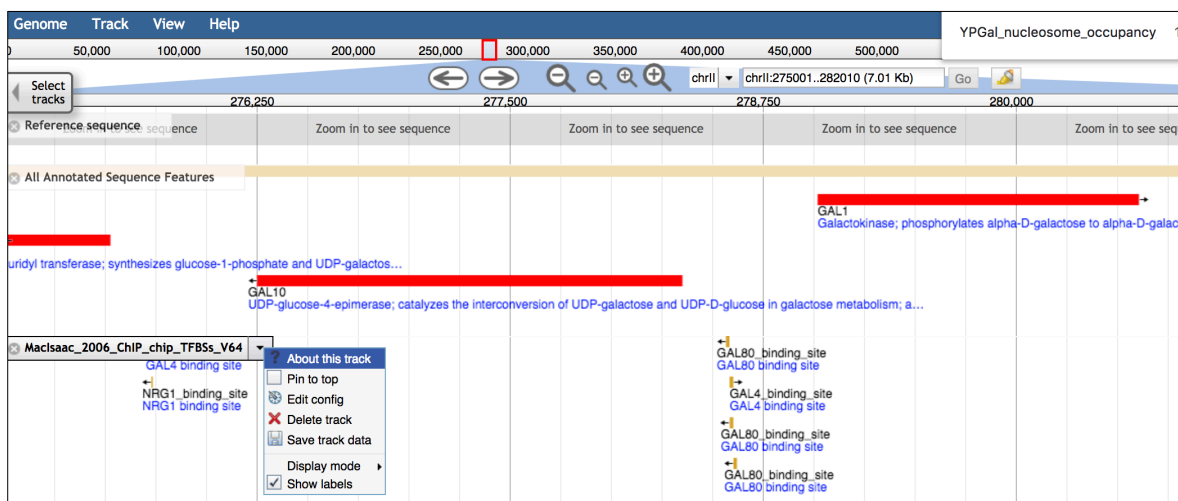 Genome Track View Help
YPGal_nucleosome_occupancy 1
50,000 100,000 150,000 200,000 250,000 300,000 350,000 400,000 450,000 500,000
Select
tracks
chrII chrII:275001..282010 (7.01 Kb) Go
276,250 277,500 278,750 280,000
Reference sequence Zoom in to see sequence Zoom in to see sequence Zoom in to see sequence Zoom in to see sequence Zoom in to see seq
All Annotated Sequence Features
GAL1
Galactokinase; phosphorylates alpha-D-galactose to alpha-D-galac
uridyl transferase; synthesizes glucose-1-phosphate and UDP-galactos...
GAL10
UDP-glucose-4-epimerase; catalyzes the interconversion of UDP-galactose and UDP-D-glucose in galactose metabolism; a...
MacIsaac_2006_ChIP_chip_TFBSs_V64
GAL4 binding site
NRG1_binding_site
NRG1 binding site
? About this track
Pin to top
Edit config
Delete track
Save track data
Display mode
Show labels
GAL80_binding_site
GAL80 binding site
GAL4_binding_site
GAL4 binding site
GAL80_binding_site
GAL80 binding site
GAL80_binding_site
GAL80 binding site